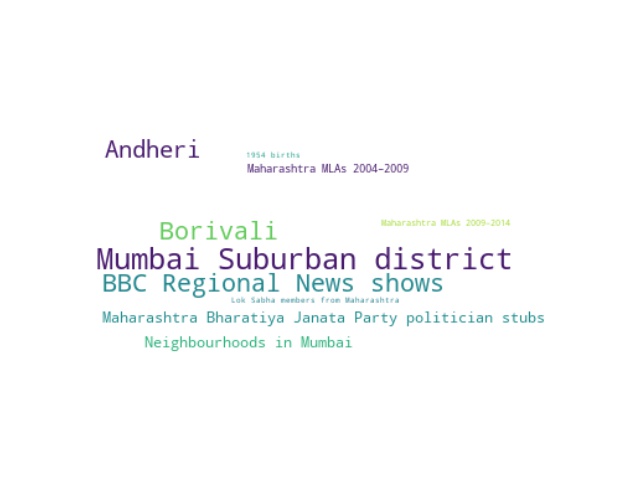 Andheri
1954 births
Maharashtra MLAs 2004–2009
Maharashtra MLAs 2009–2014
Borivali
Mumbai Suburban district
BBC Regional News shows
Lok Sabha members from Maharashtra
Maharashtra Bharatiya Janata Party politician stubs
Neighbourhoods in Mumbai